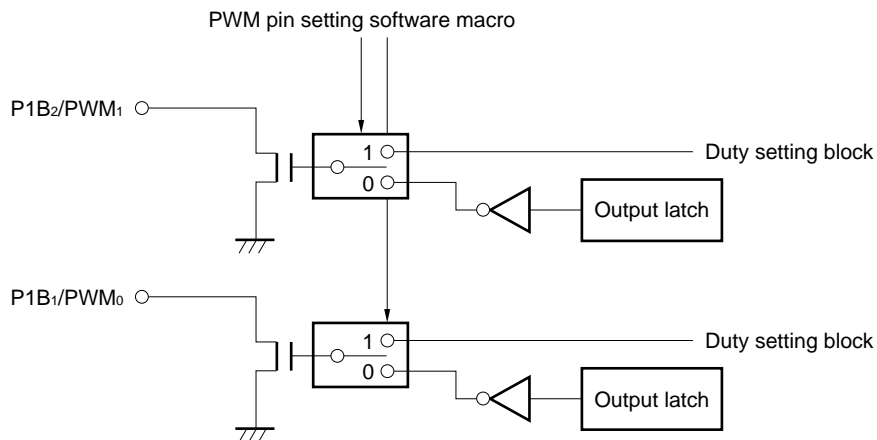 PWM pin setting software macro
P1B₂/PWM₁
1
Duty setting block
0
Output latch
P1B₁/PWM₀
1
Duty setting block
0
Output latch